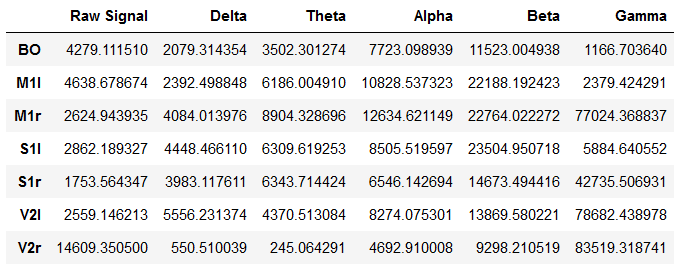 Raw Signal Delta Theta Alpha Beta Gamma
BO 4279.111510 2079.314354 3502.301274 7723.098939 11523.004938 1166.703640
M1l 4638.678674 2392.498848 6186.004910 10828.537323 22188.192423 2379.424291
M1r 2624.943935 4084.013976 8904.328696 12634.621149 22764.022272 77024.368837
S1l 2862.189327 4448.466110 6309.619253 8505.519597 23504.950718 5884.640552
S1r 1753.564347 3983.117611 6343.714424 6546.142694 14673.494416 42735.506931
V2l 2559.146213 5556.231374 4370.513084 8274.075301 13869.580221 78682.438978
V2r 14609.350500 550.510039 245.064291 4692.910008 9298.210519 83519.318741